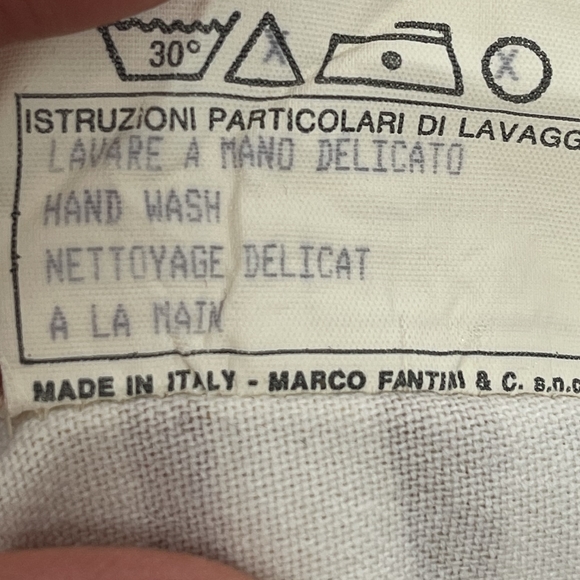 30° X X
ISTRUZIONI PARTICOLARI DI LAVAGG
LAVARE A MANO DELICATO
HAND WASH
NETTOYAGE DELICAT
A LA MAIN
MADE IN ITALY - MARCO FANTINI & C. s.n.c